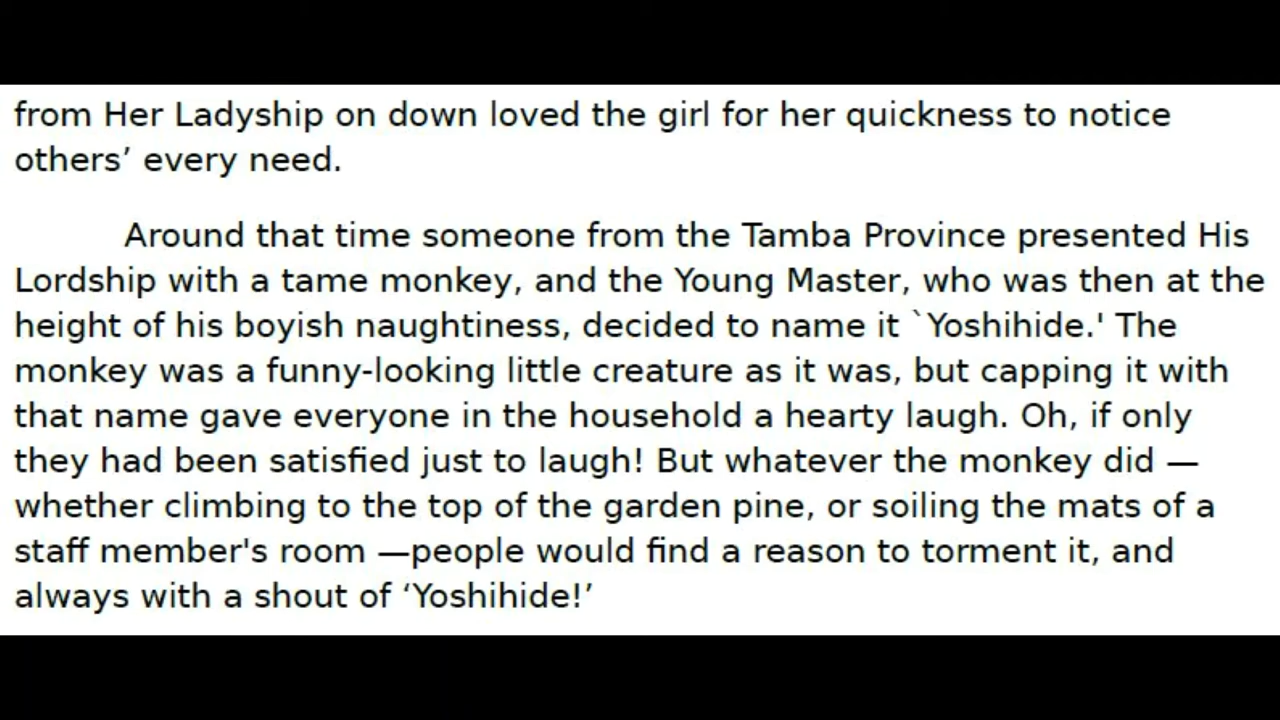 from Her Ladyship on down loved the girl for her quickness to notice
others’ every need.
Around that time someone from the Tamba Province presented His
Lordship with a tame monkey, and the Young Master, who was then at the
height of his boyish naughtiness, decided to name it `Yoshihide.' The
monkey was a funny-looking little creature as it was, but capping it with
that name gave everyone in the household a hearty laugh. Oh, if only
they had been satisfied just to laugh! But whatever the monkey did —
whether climbing to the top of the garden pine, or soiling the mats of a
staff member's room —people would find a reason to torment it, and
always with a shout of ‘Yoshihide!’